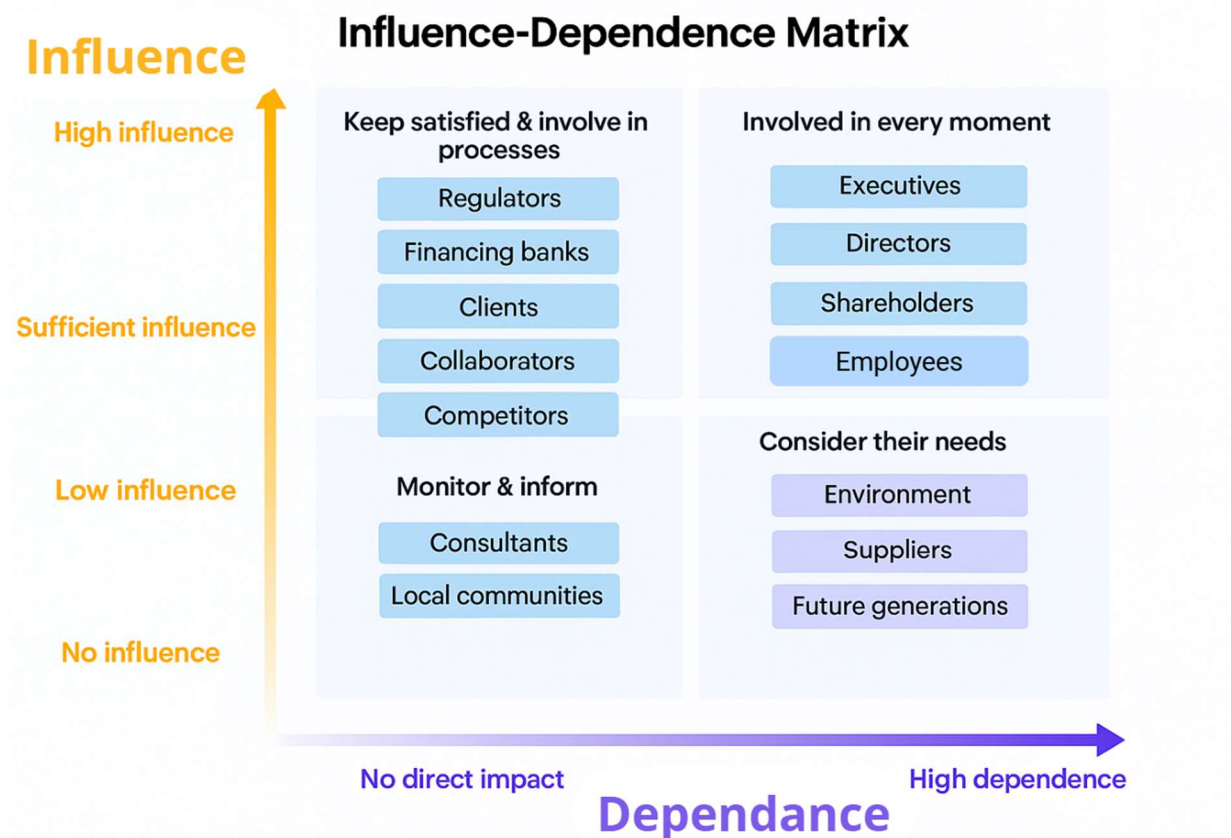 Influence-Dependence Matrix
Influence
High influence
Sufficient influence
Low influence
No influence
Keep satisfied & involve in
processes
Regulators
Financing banks
Clients
Collaborators
Competitors
Involved in every moment
Executives
Directors
Shareholders
Employees
Monitor & inform
Consultants
Local communities
Consider their needs
Environment
Suppliers
Future generations
No direct impact
High dependence
Dependance